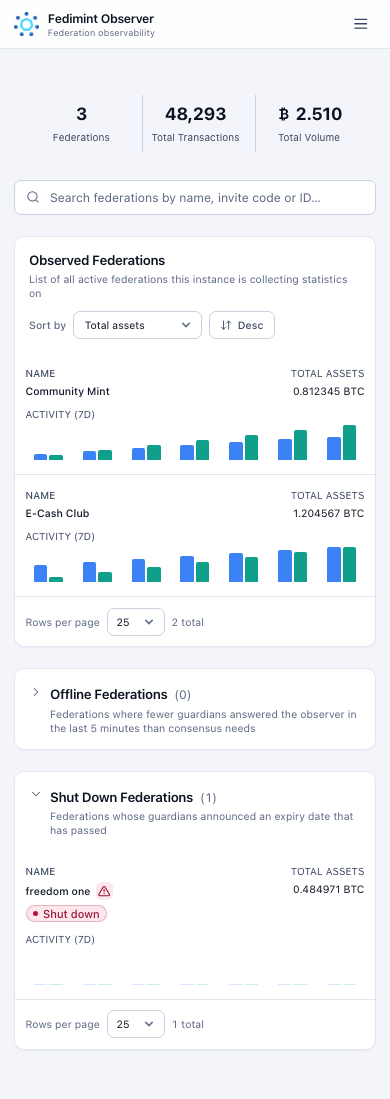 Fedimint Observer
Federation observability
3
Federations
48,293
Total Transactions
₿ 2.510
Total Volume
Search federations by name, invite code or ID...
Observed Federations
List of all active federations this instance is collecting statistics
on
Sort by Total assets Desc
NAME TOTAL ASSETS
Community Mint 0.812345 BTC
ACTIVITY (7D)
NAME TOTAL ASSETS
E-Cash Club 1.204567 BTC
ACTIVITY (7D)
Rows per page 25 2 total
Offline Federations (0)
Federations where fewer guardians answered the observer in
the last 5 minutes than consensus needs
Shut Down Federations (1)
Federations whose guardians announced an expiry date that
has passed
NAME TOTAL ASSETS
freedom one 0.484971 BTC
Shut down
ACTIVITY (7D)
Rows per page 25 1 total